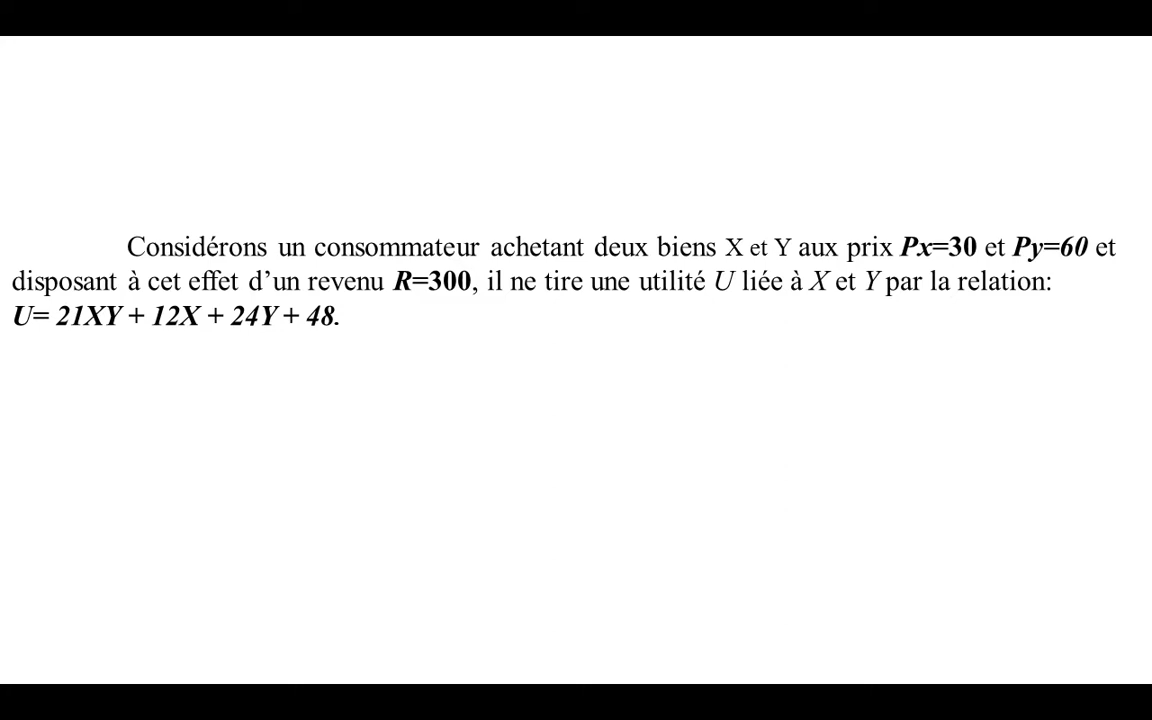 Considérons un consommateur achetant deux biens X et Y aux prix Px=30 et Py=60 et
disposant à cet effet d’un revenu R=300, il ne tire une utilité U liée à X et Y par la relation:
U= 21XY + 12X + 24Y + 48.